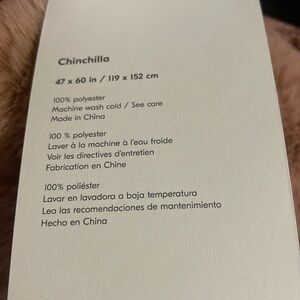 Chinchilla
47 x 60 in / 119 x 152 cm
100% polyester
Machine wash cold / See care
Made in China
100 % polyester
Laver à la machine à l'eau froide
Voir les directives d'entretien
Fabrication en Chine
100% poliéster
Lavar en lavadora a baja temperatura
Lea las recomendaciones de mantenimiento
Hecho en China